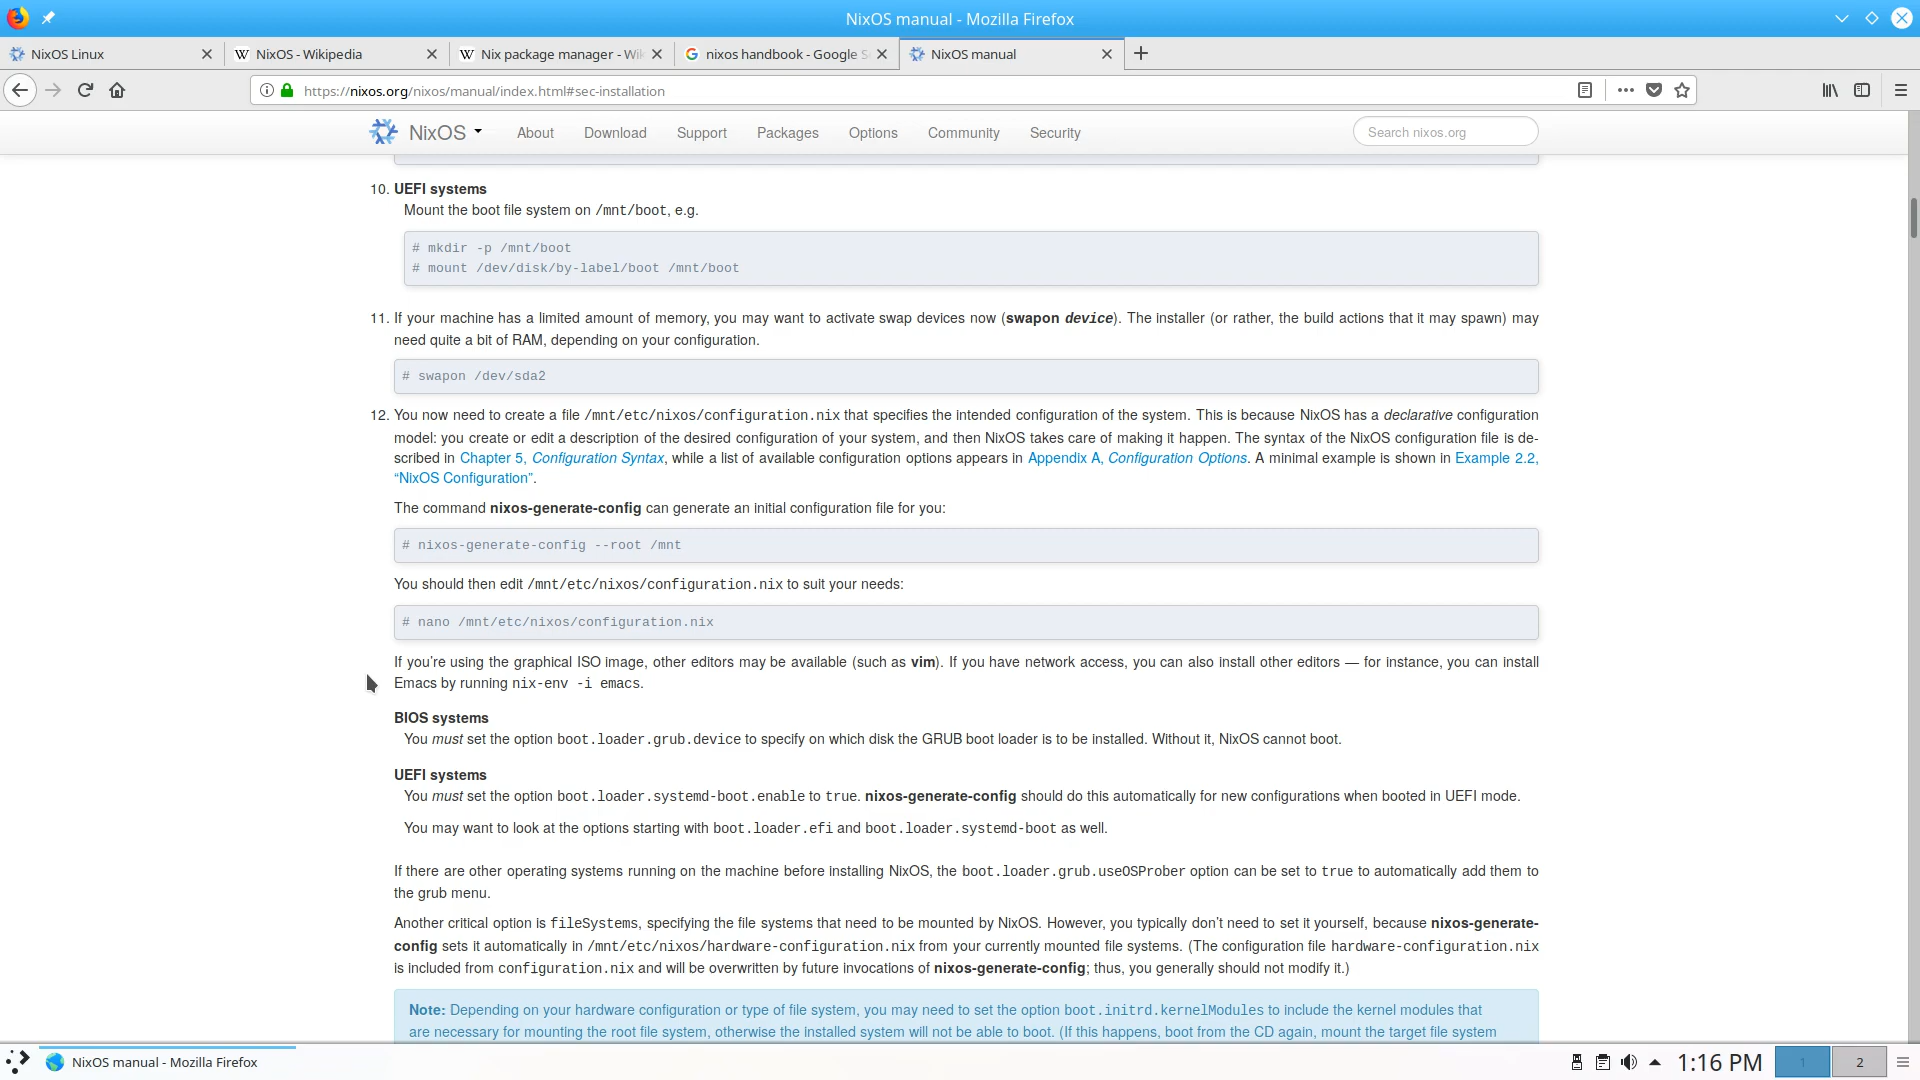 NixOS manual - Mozilla Firefox
NixOS Linux
NixOS - Wikipedia
Nix package manager - Wi
nixos handbook - Google S
NixOS manual
https://nixos.org/nixos/manual/index.html#sec-installation
NixOS
About
Download
Support
Packages
Options
Community
Security
Search nixos.org
10. UEFI systems
Mount the boot file system on /mnt/boot, e.g.
# mkdir -p /mnt/boot
# mount /dev/disk/by-label/boot /mnt/boot
11. If your machine has a limited amount of memory, you may want to activate swap devices now (swapon device). The installer (or rather, the build actions that it may spawn) may
need quite a bit of RAM, depending on your configuration.
# swapon /dev/sda2
12. You now need to create a file /mnt/etc/nixos/configuration.nix that specifies the intended configuration of the system. This is because NixOS has a declarative configuration
model: you create or edit a description of the desired configuration of your system, and then NixOS takes care of making it happen. The syntax of the NixOS configuration file is de-
scribed in Chapter 5, Configuration Syntax, while a list of available configuration options appears in Appendix A, Configuration Options. A minimal example is shown in Example 2.2,
“NixOS Configuration”.
The command nixos-generate-config can generate an initial configuration file for you:
# nixos-generate-config --root /mnt
You should then edit /mnt/etc/nixos/configuration.nix to suit your needs:
# nano /mnt/etc/nixos/configuration.nix
If you’re using the graphical ISO image, other editors may be available (such as vim). If you have network access, you can also install other editors — for instance, you can install
Emacs by running nix-env -i emacs.
BIOS systems
You must set the option boot.loader.grub.device to specify on which disk the GRUB boot loader is to be installed. Without it, NixOS cannot boot.
UEFI systems
You must set the option boot.loader.systemd-boot.enable to true. nixos-generate-config should do this automatically for new configurations when booted in UEFI mode.
You may want to look at the options starting with boot.loader.efi and boot.loader.systemd-boot as well.
If there are other operating systems running on the machine before installing NixOS, the boot.loader.grub.useOSProber option can be set to true to automatically add them to
the grub menu.
Another critical option is fileSystems, specifying the file systems that need to be mounted by NixOS. However, you typically don’t need to set it yourself, because nixos-generate-
config sets it automatically in /mnt/etc/nixos/hardware-configuration.nix from your currently mounted file systems. (The configuration file hardware-configuration.nix
is included from configuration.nix and will be overwritten by future invocations of nixos-generate-config; thus, you generally should not modify it.)
Note: Depending on your hardware configuration or type of file system, you may need to set the option boot.initrd.kernelModules to include the kernel modules that
are necessary for mounting the root file system, otherwise the installed system will not be able to boot. (If this happens, boot from the CD again, mount the target file system
NixOS manual - Mozilla Firefox
1:16 PM
1
2